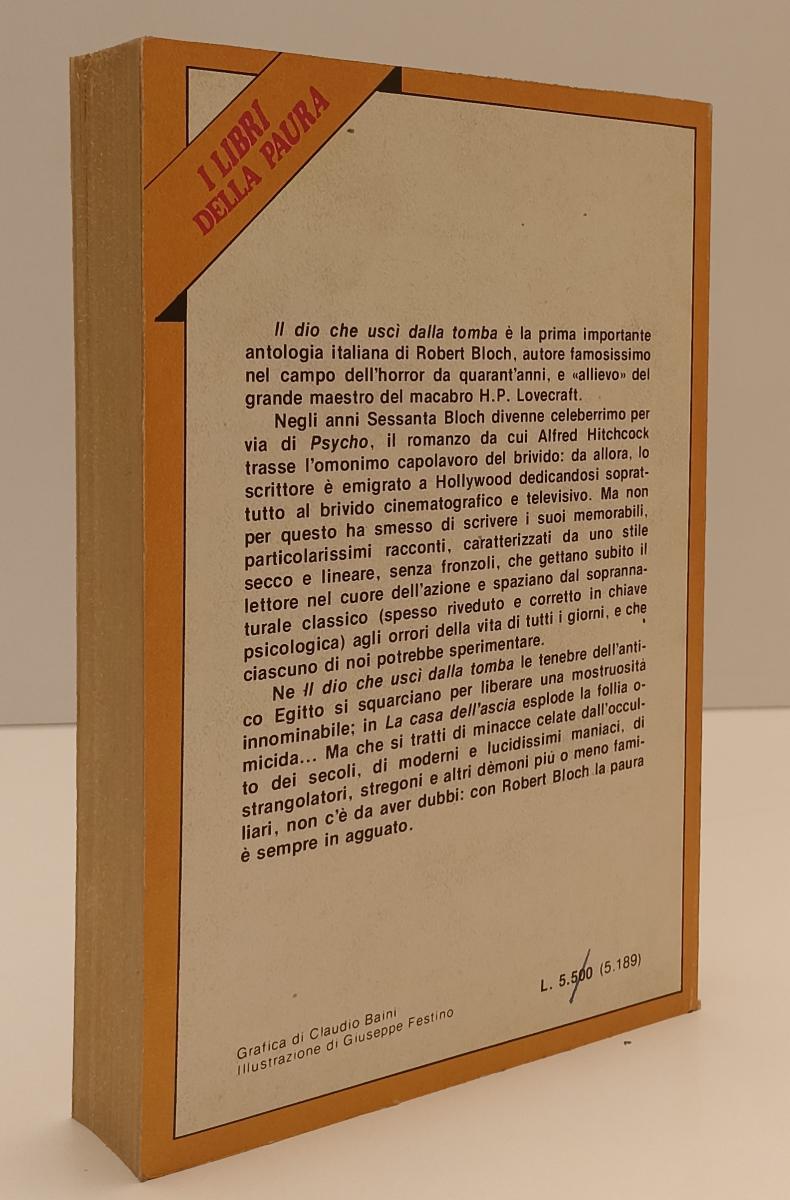 I LIBRI
DELLA PAURA
Il dio che uscì dalla tomba è la prima importante
antologia italiana di Robert Bloch, autore famosissimo
nel campo dell'horror da quarant'anni, e «allievo» del
grande maestro del macabro H.P. Lovecraft.
Negli anni Sessanta Bloch divenne celeberrimo per
via di Psycho, il romanzo da cui Alfred Hitchcock
trasse l'omonimo capolavoro del brivido: da allora, lo
scrittore è emigrato a Hollywood dedicandosi soprat-
tutto al brivido cinematografico e televisivo. Ma non
per questo ha smesso di scrivere i suoi memorabili,
particolarissimi racconti, caratterizzati da uno stile
secco e lineare, senza fronzoli, che gettano subito il
lettore nel cuore dell'azione e spaziano dal sopranna-
turale classico (spesso riveduto e corretto in chiave
psicologica) agli orrori della vita di tutti i giorni, e che
ciascuno di noi potrebbe sperimentare.
Ne Il dio che uscì dalla tomba le tenebre dell'anti-
co Egitto si squarciano per liberare una mostruosità
innominabile; in La casa dell'ascia esplode la follia o-
micida... Ma che si tratti di minacce celate dall'occul-
to dei secoli, di moderni e lucidissimi maniaci, di
strangolatori, stregoni e altri dèmoni più o meno fami-
liari, non c'è da aver dubbi: con Robert Bloch la paura
è sempre in agguato.
L. 5.500 (5.189)
Grafica di Claudio Baini
Illustrazione di Giuseppe Festino